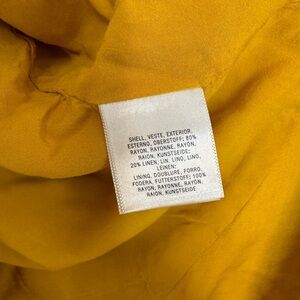 SHELL, VESTE, EXTERIOR,
ESTERNO, OBERSTOFF: 80%
RAYON, RAYONNE, RAYON,
RAION, KUNSTSEIDE;
20% LINEN, LIN, LINO, LINO,
LEINEN;
LINING, DOUBLURE, FORRO,
FODERA, FUTTERSTOFF: 100%
RAYON, RAYONNE, RAYON,
RAION, KUNSTSEIDE